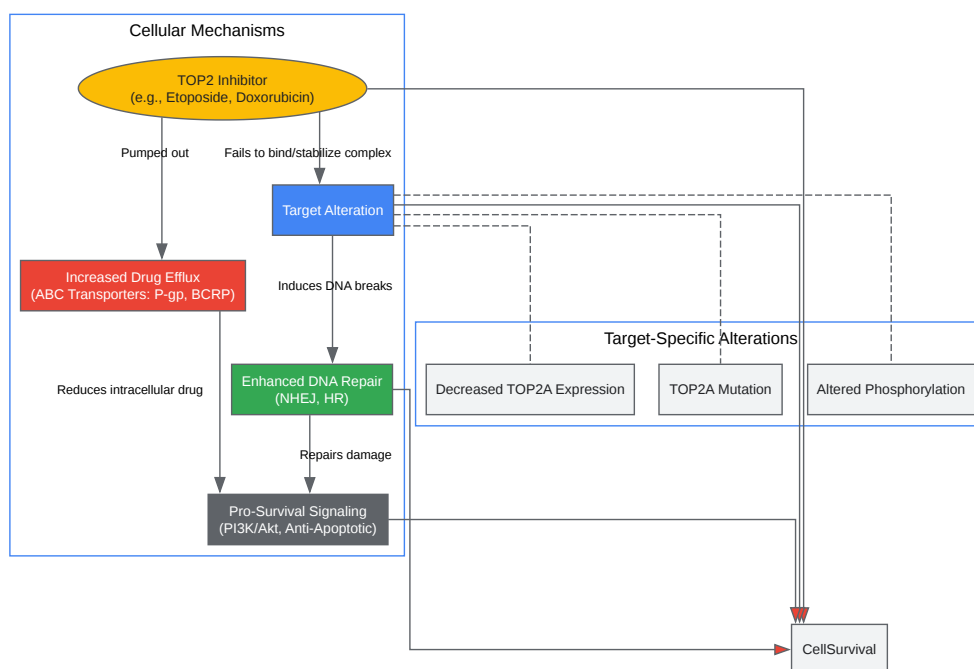 Cellular Mechanisms
TOP2 Inhibitor
(e.g., Etoposide, Doxorubicin)
Pumped out
Fails to bind/stabilize complex
Target Alteration
Increased Drug Efflux
(ABC Transporters: P-gp, BCRP)
Induces DNA breaks
Target-Specific Alterations
Enhanced DNA Repair
(NHEJ, HR)
Decreased TOP2A Expression
TOP2A Mutation
Altered Phosphorylation
Reduces intracellular drug
Repairs damage
Pro-Survival Signaling
(PI3K/Akt, Anti-Apoptotic)
CellSurvival